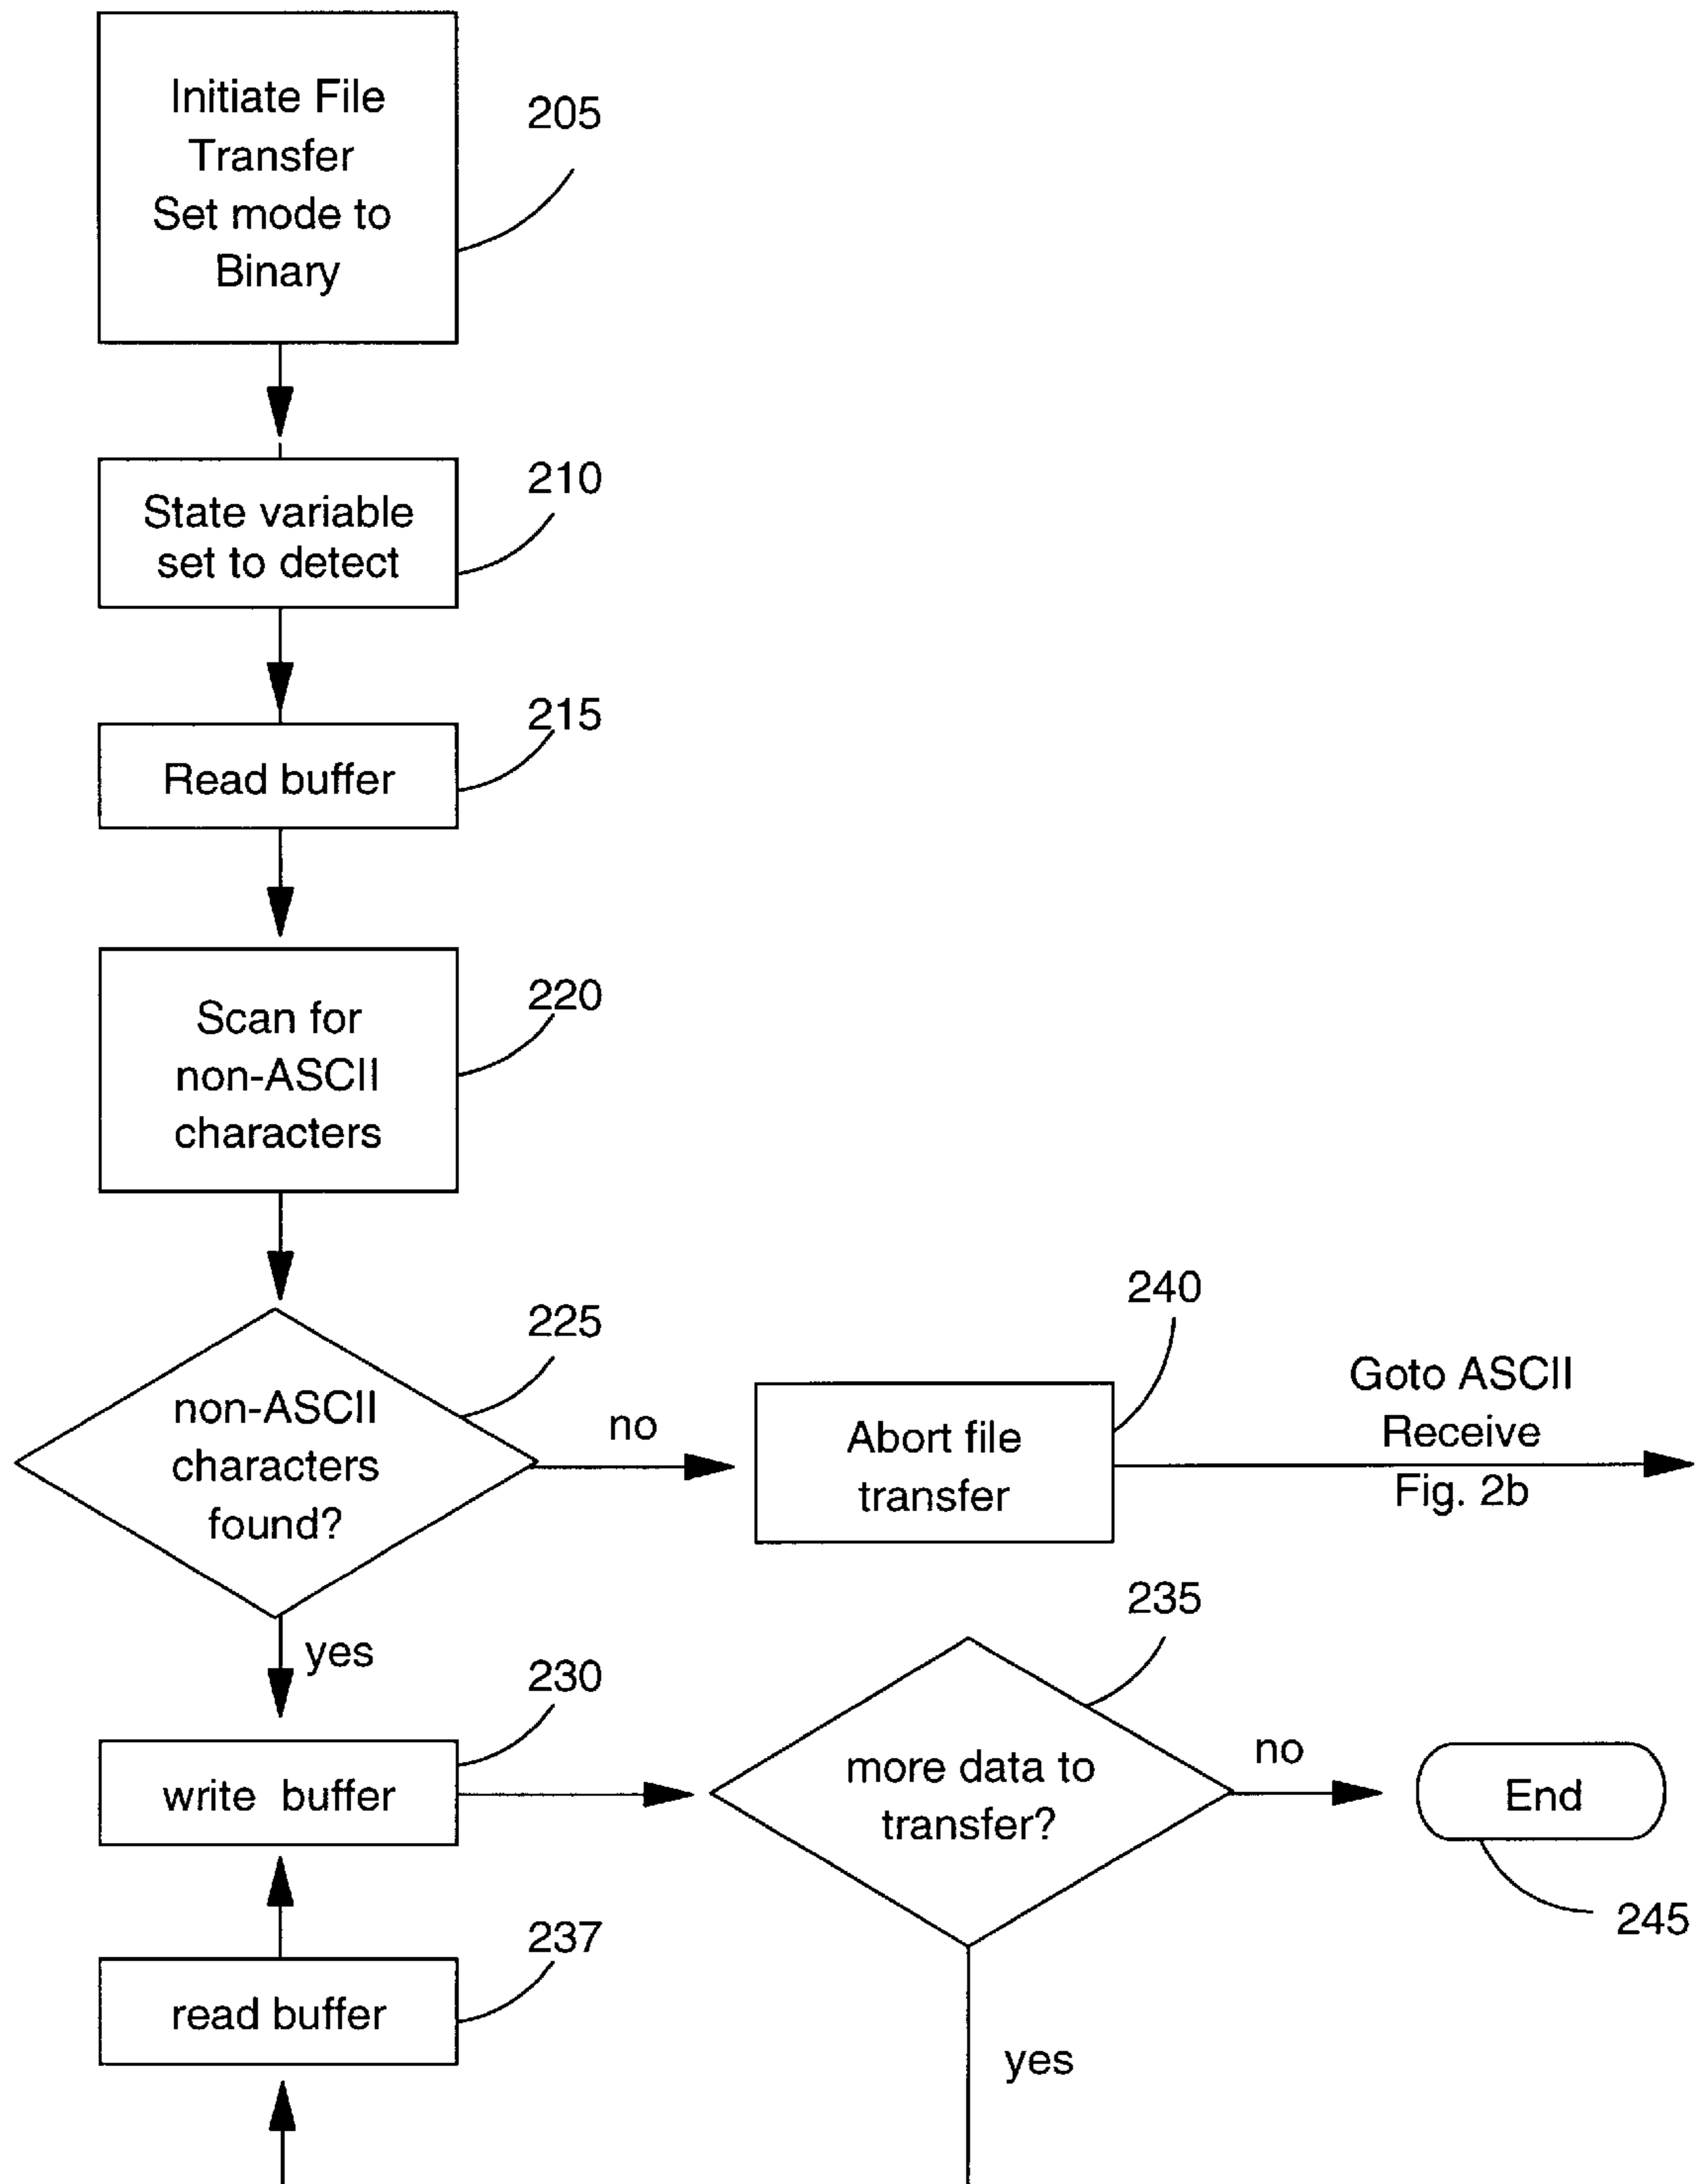 Initiate File
Transfer
Set mode to
Binary
205
State variable
set to detect
210
Read buffer
215
Scan for
non-ASCII
characters
220
non-ASCII
characters
found?
225
no
Abort file
transfer
240
Goto ASCII
Receive
Fig. 2b
yes
write buffer
230
more data to
transfer?
235
no
End
245
read buffer
237
yes